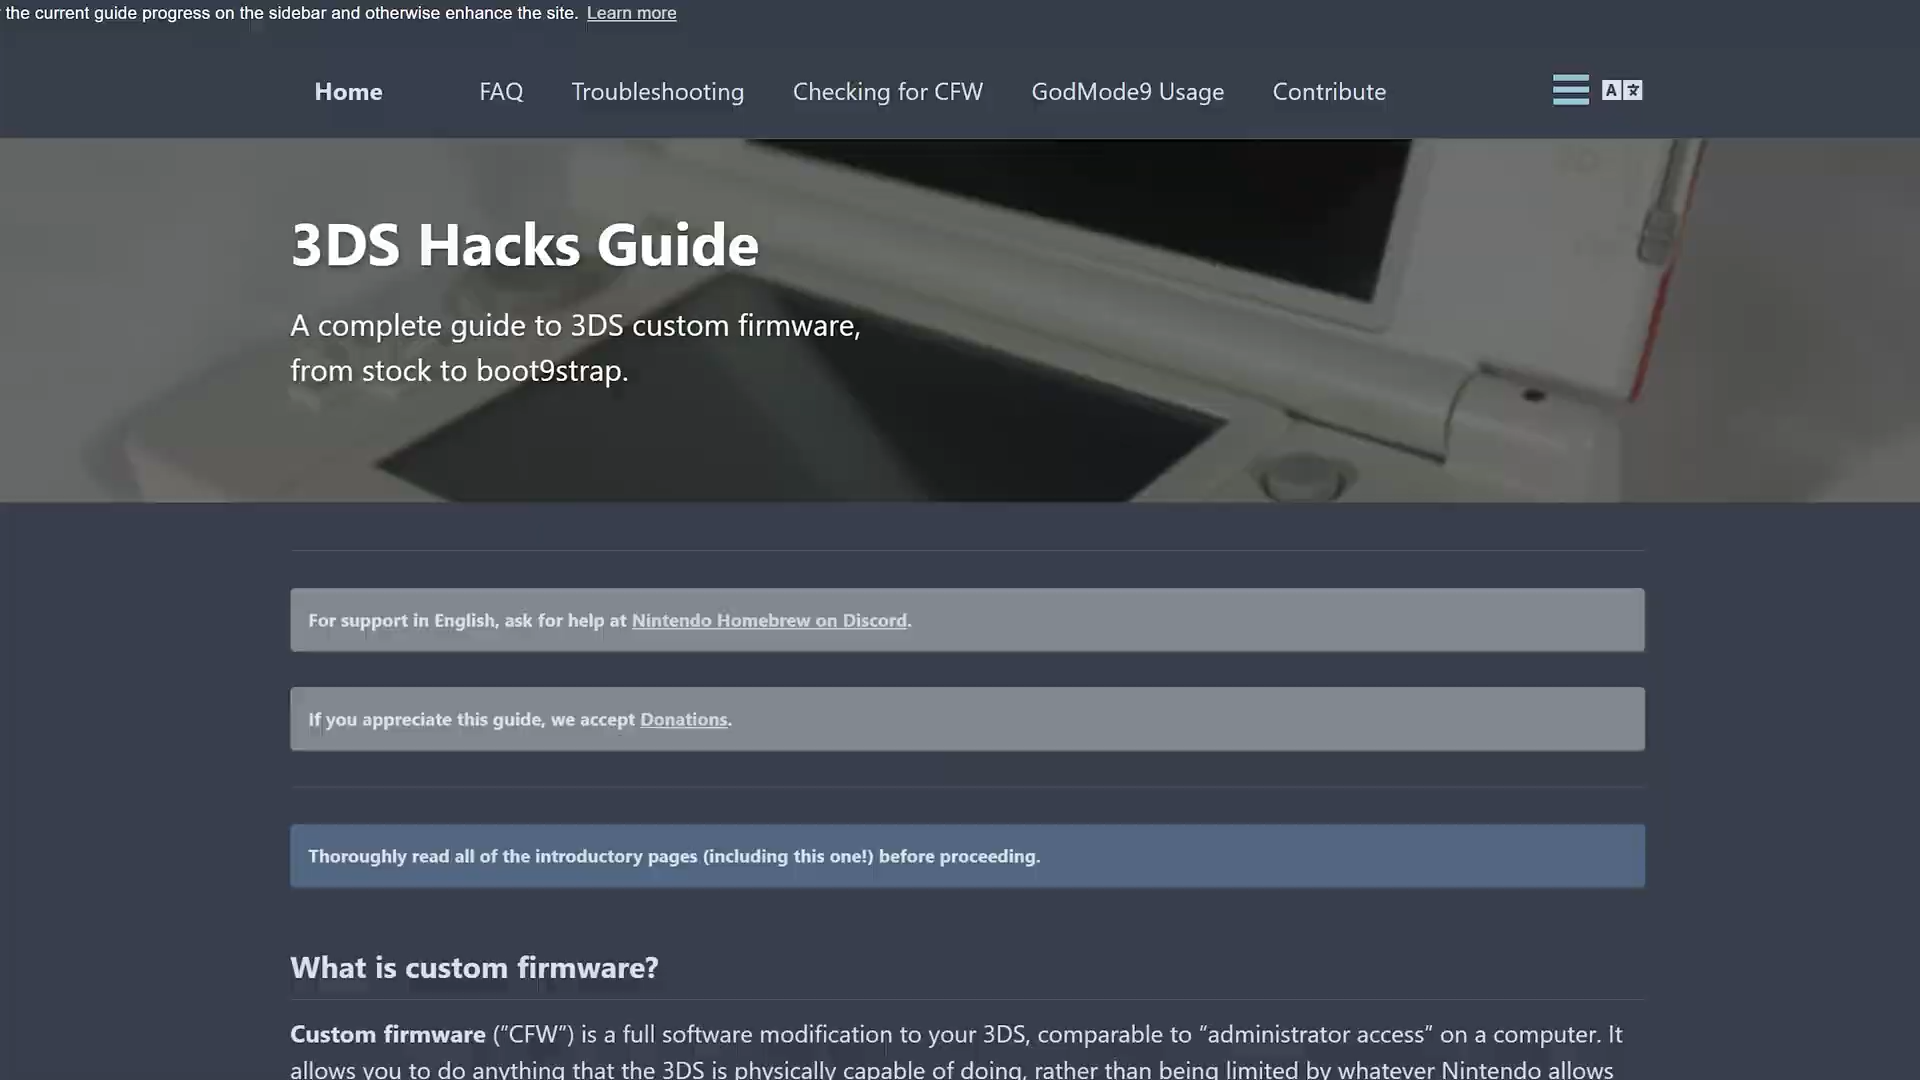 the current guide progress on the sidebar and otherwise enhance the site. Learn more
Home FAQ Troubleshooting Checking for CFW GodMode9 Usage Contribute
A文
3DS Hacks Guide
A complete guide to 3DS custom firmware,
from stock to boot9strap.
For support in English, ask for help at Nintendo Homebrew on Discord.
If you appreciate this guide, we accept Donations.
Thoroughly read all of the introductory pages (including this one!) before proceeding.
What is custom firmware?
Custom firmware (“CFW”) is a full software modification to your 3DS, comparable to “administrator access” on a computer. It
allows you to do anything that the 3DS is physically capable of doing, rather than being limited by whatever Nintendo allows